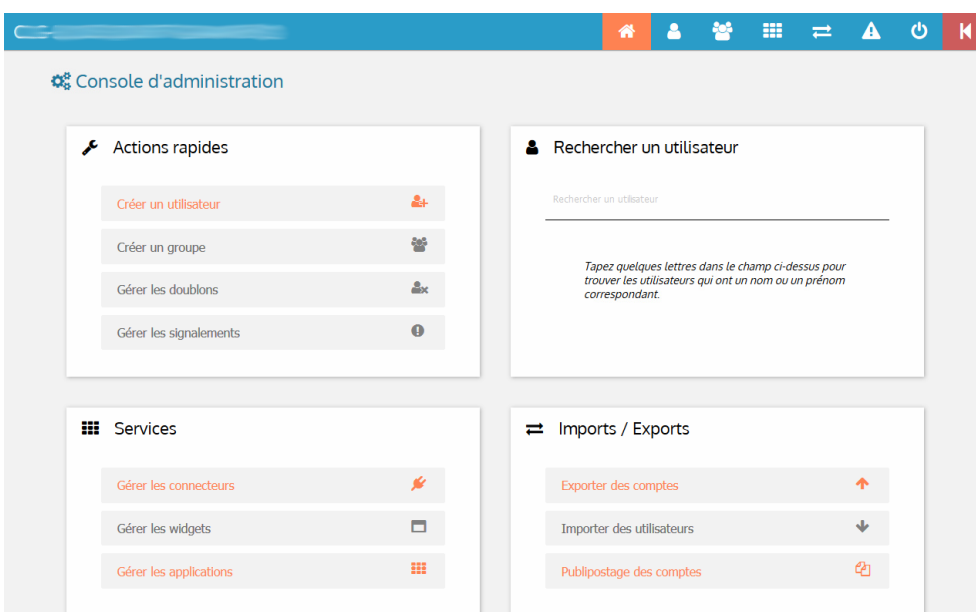 Console d'administration
Actions rapides
Créer un utilisateur
Créer un groupe
Gérer les doublons
Gérer les signalements
Rechercher un utilisateur
Rechercher un utilisateur
Tapez quelques lettres dans le champ ci-dessus pour
trouver les utilisateurs qui ont un nom ou un prénom
correspondant.
Services
Gérer les connecteurs
Gérer les widgets
Gérer les applications
Imports / Exports
Exporter des comptes
Importer des utilisateurs
Publipostage des comptes